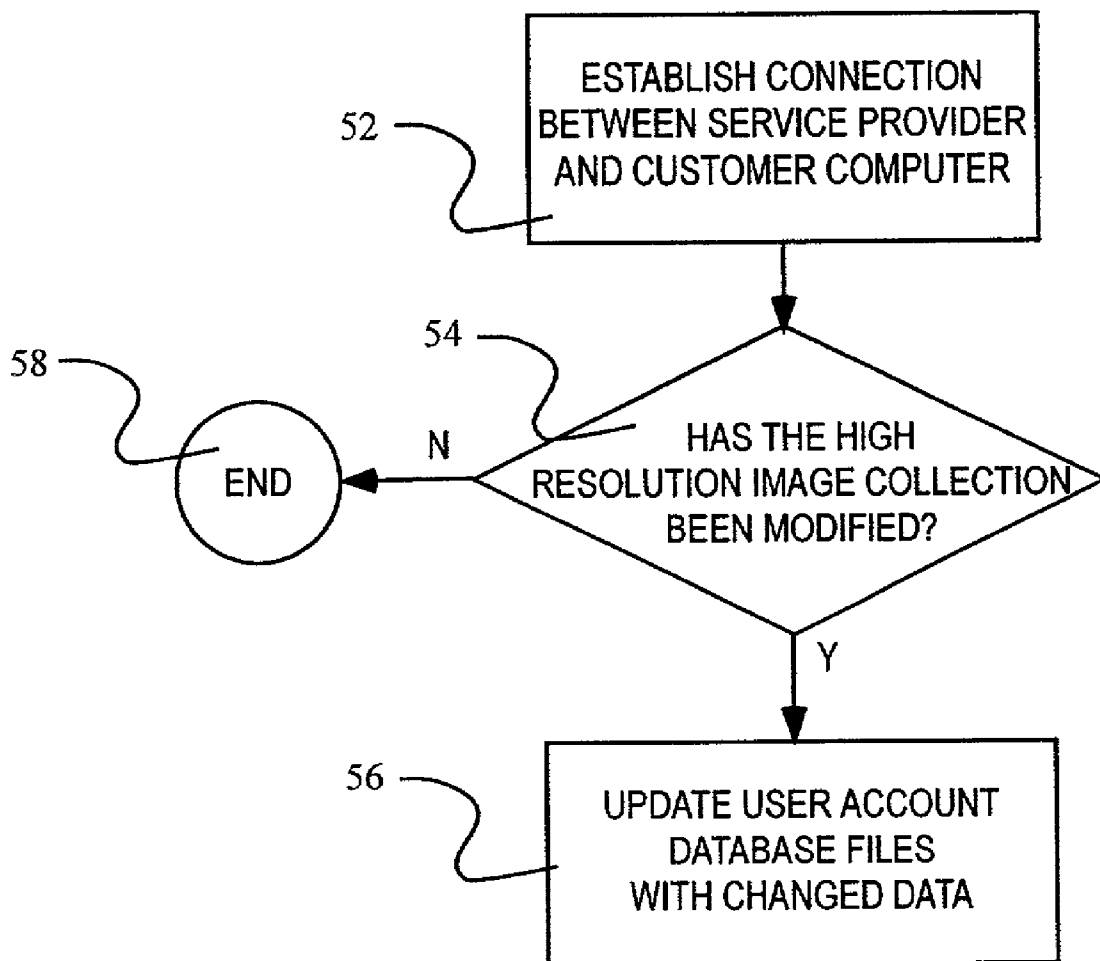 ESTABLISH CONNECTION
BETWEEN SERVICE PROVIDER
AND CUSTOMER COMPUTER
52
54
HAS THE HIGH
RESOLUTION IMAGE COLLECTION
BEEN MODIFIED?
N
58
END
Y
56
UPDATE USER ACCOUNT
DATABASE FILES
WITH CHANGED DATA